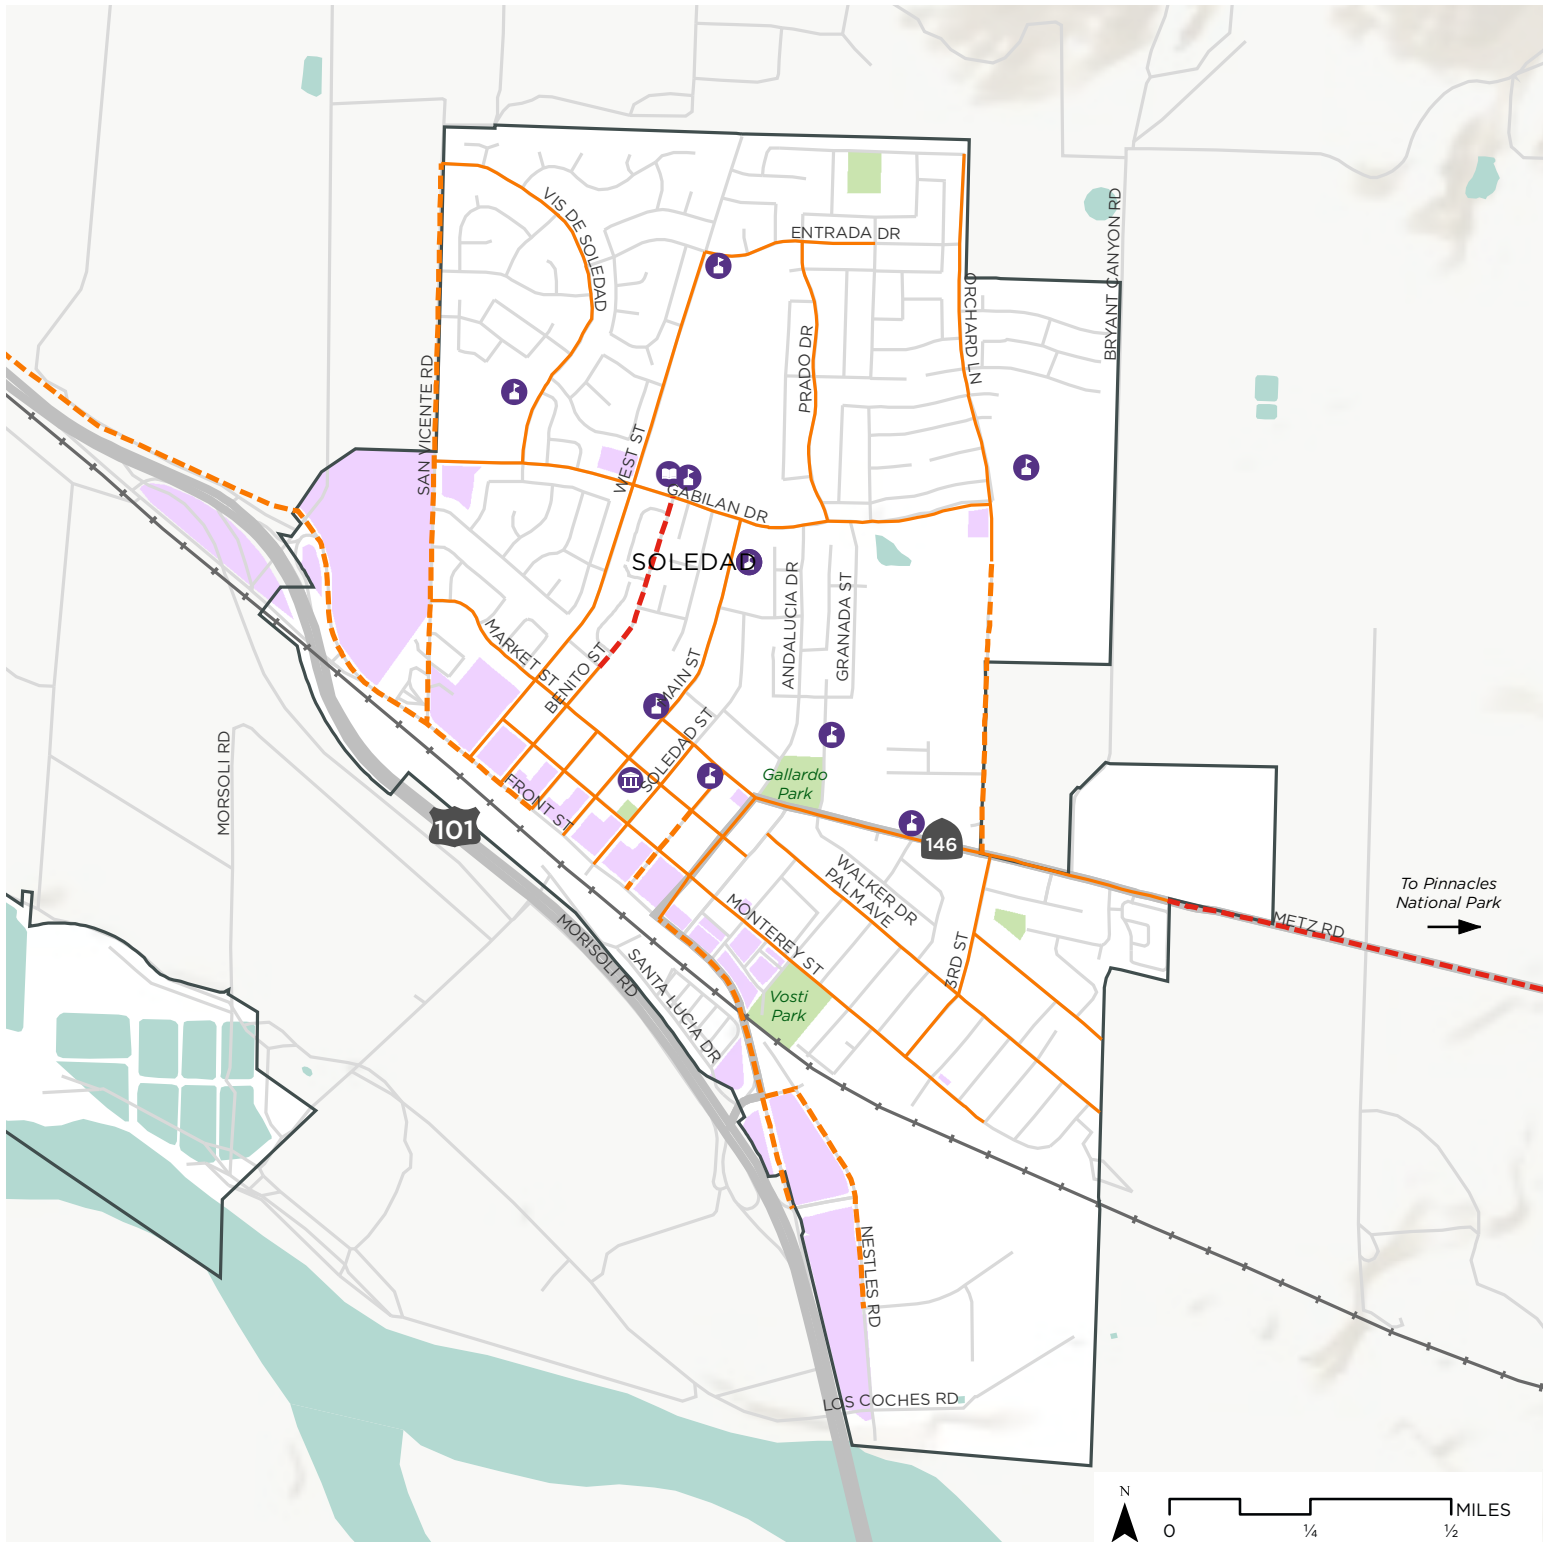 VIS DE SOLEDAD
ENTRADA DR
BRYANT CANYON RD
ORCHARD LN
PRADO DR
SAN VICENTE RD
WEST ST
GABILAN DR
SOLEDAD
ANDALUCIA DR
GRANADA ST
MARKET ST
BENITO ST
MAIN ST
SOLEDAD ST
Gallardo
Park
FRONT ST
MORSOLI RD
101
146
WALKER DR
PALM AVE
To Pinnacles
National Park
METZ RD
MONTEREY ST
3RD ST
MORISOLI RD
SANTA LUCIA DR
Vosti
Park
NESTLES RD
LOS COCHES RD
N
MILES
0
¼
½